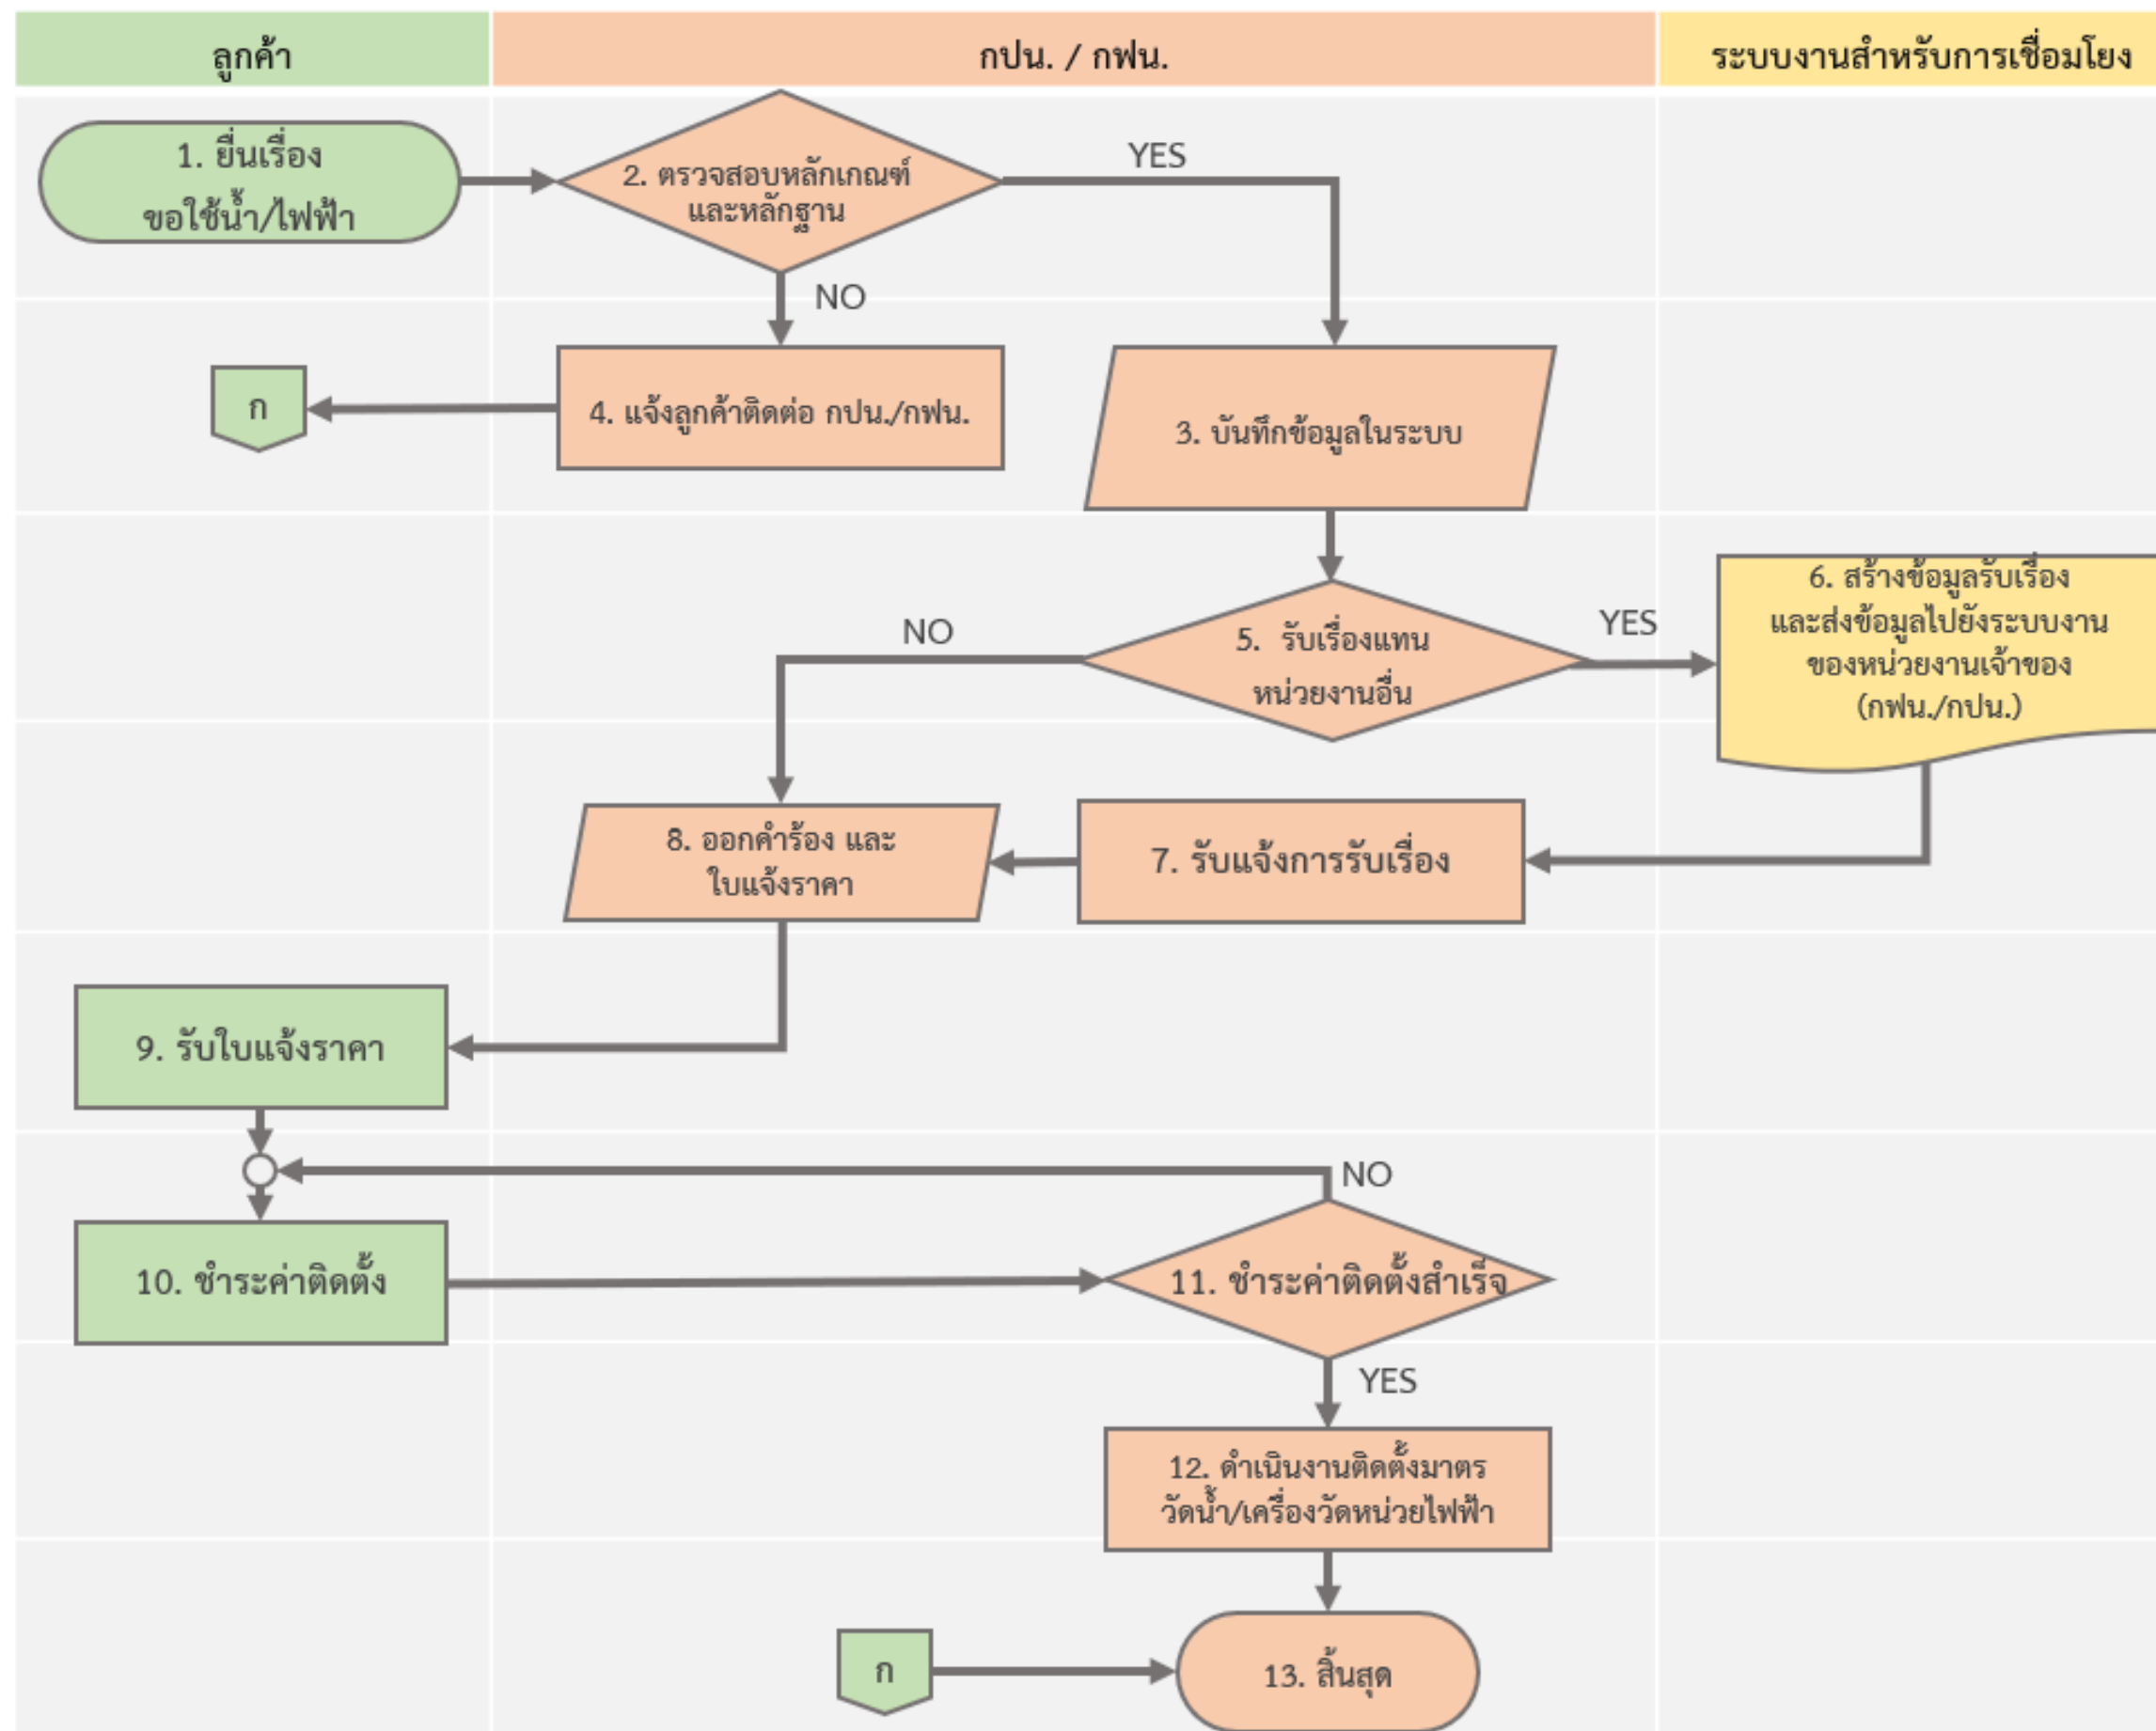 ลูกค้า
กปน. / กฟน.
ระบบงานสำหรับการเชื่อมโยง
1. ยื่นเรื่อง
ขอใช้น้ำ/ไฟฟ้า
2. ตรวจสอบหลักเกณฑ์
และหลักฐาน
YES
NO
ก
4. แจ้งลูกค้าติดต่อ กปน./กฟน.
3. บันทึกข้อมูลในระบบ
NO
5. รับเรื่องแทน
หน่วยงานอื่น
YES
6. สร้างข้อมูลรับเรื่อง
และส่งข้อมูลไปยังระบบงาน
ของหน่วยงานเจ้าของ
(กฟน./กปน.)
8. ออกคำร้อง และ
ใบแจ้งราคา
7. รับแจ้งการรับเรื่อง
9. รับใบแจ้งราคา
NO
10. ชำระค่าติดตั้ง
11. ชำระค่าติดตั้งสำเร็จ
YES
12. ดำเนินงานติดตั้งมาตร
วัดน้ำ/เครื่องวัดหน่วยไฟฟ้า
ก
13. สิ้นสุด